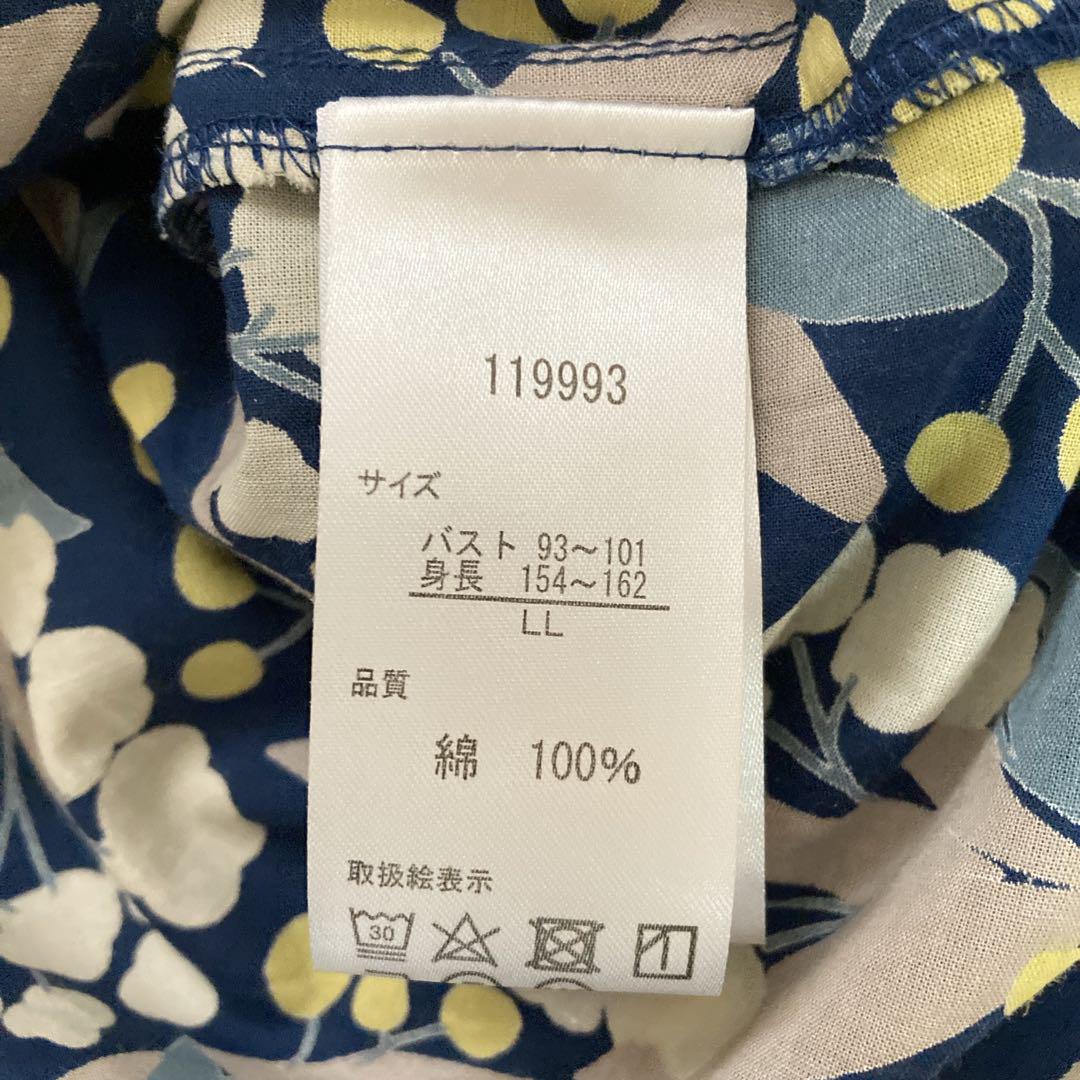 119993
サイズ
バスト 93～101
身長 154～162
LL
品質
綿 100%
取扱絵表示
30